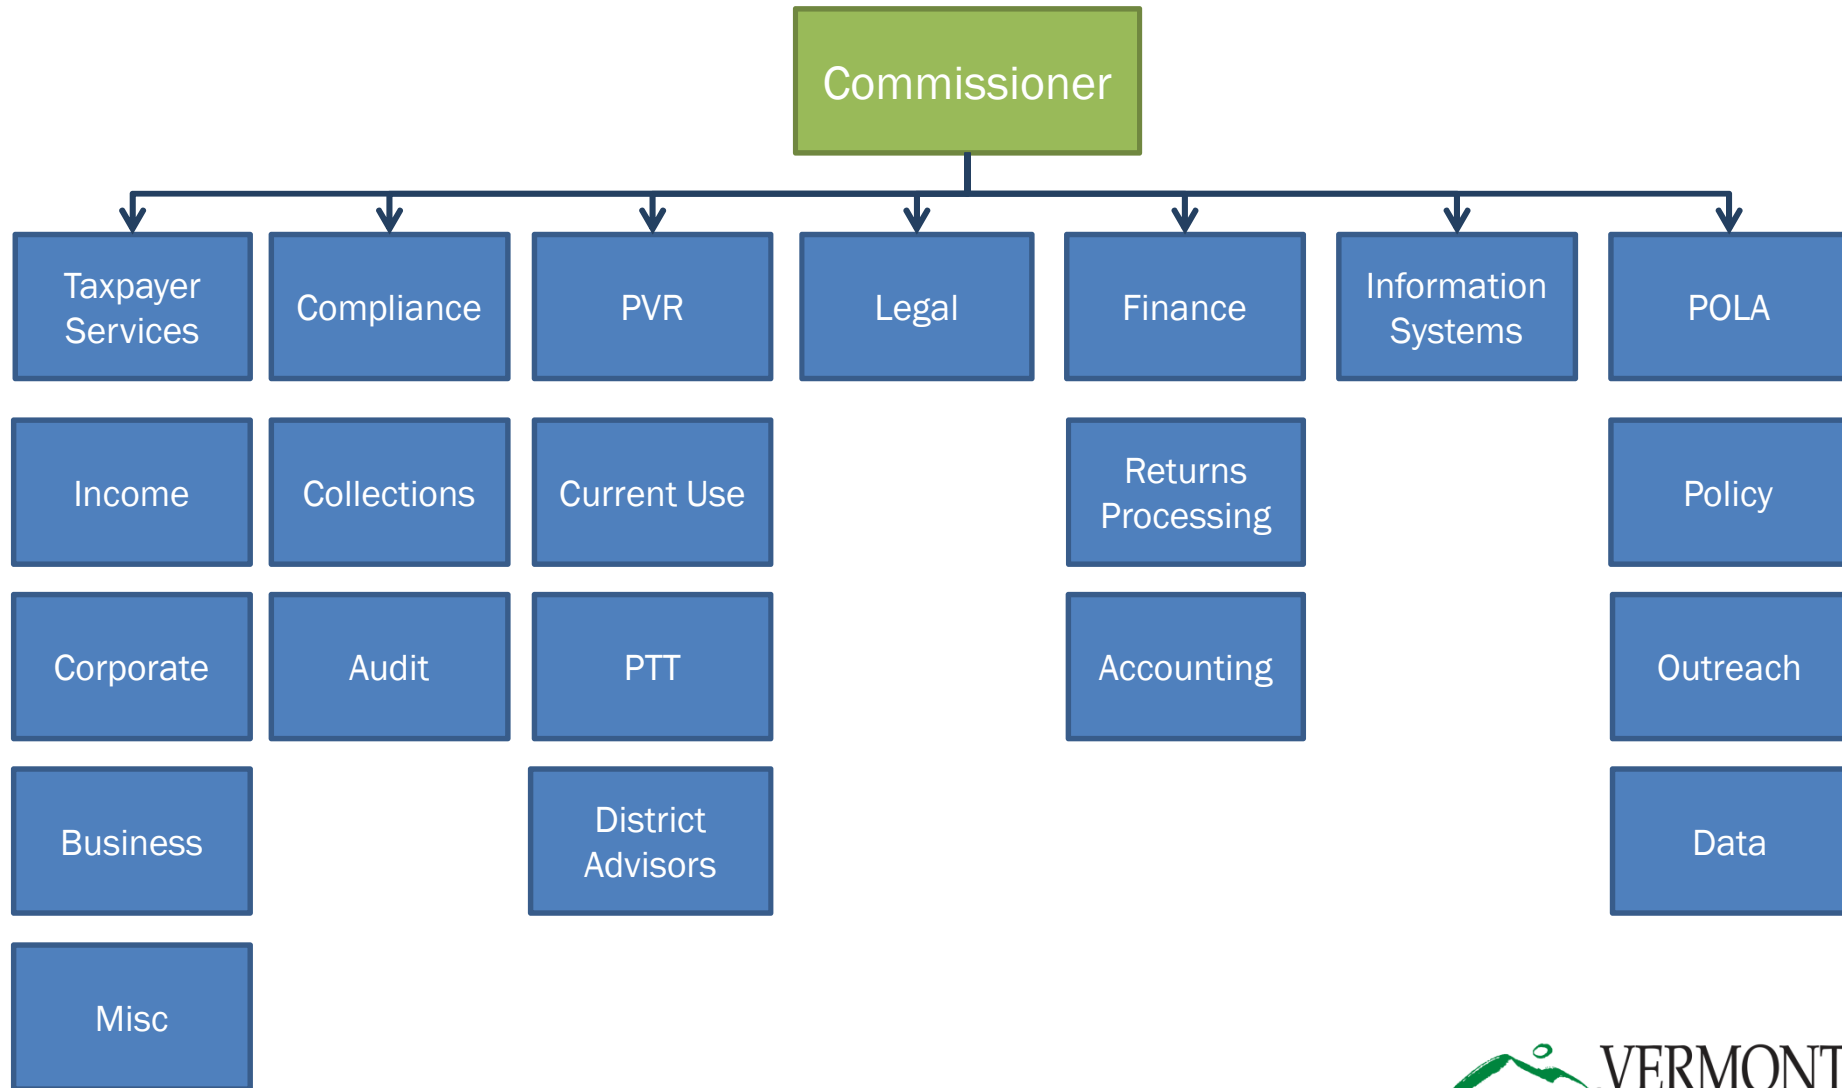 Commissioner
Taxpayer
Services
Compliance
PVR
Legal
Finance
Information
Systems
POLA
Income
Collections
Current Use
Returns
Processing
Policy
Corporate
Audit
PTT
Accounting
Outreach
Business
District
Advisors
Data
Misc
VERMONT